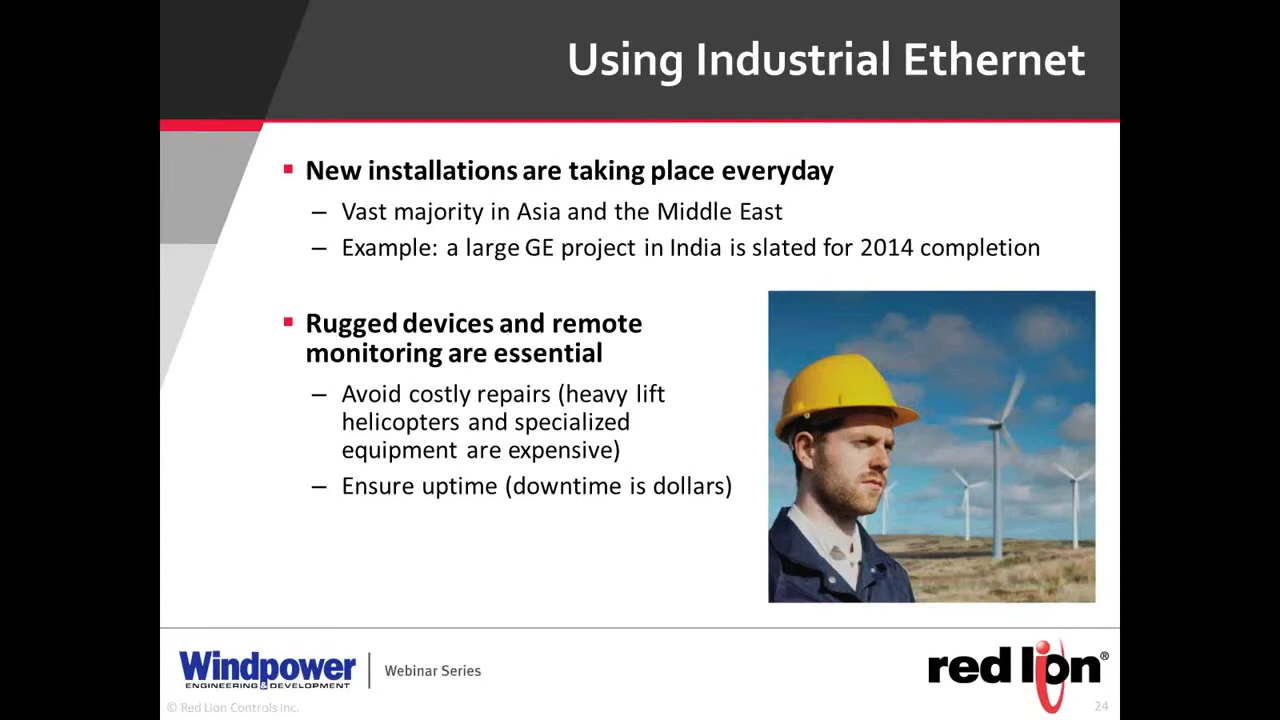 Using Industrial Ethernet
▪ New installations are taking place everyday
– Vast majority in Asia and the Middle East
– Example: a large GE project in India is slated for 2014 completion
▪ Rugged devices and remote
monitoring are essential
– Avoid costly repairs (heavy lift
helicopters and specialized
equipment are expensive)
– Ensure uptime (downtime is dollars)
Windpower
ENGINEERING & DEVELOPMENT
Webinar Series
red lion®
© Red Lion Controls Inc.
24